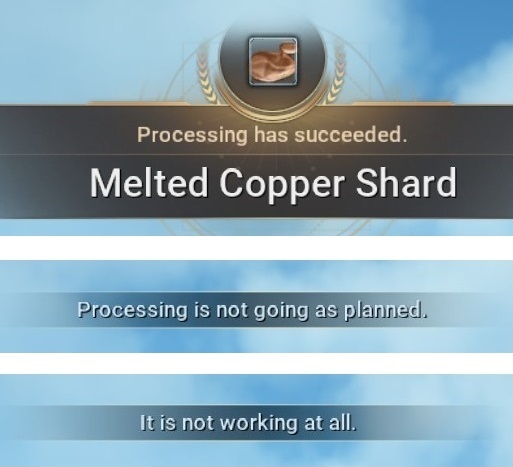 Processing has succeeded.
Melted Copper Shard
Processing is not going as planned.
It is not working at all.